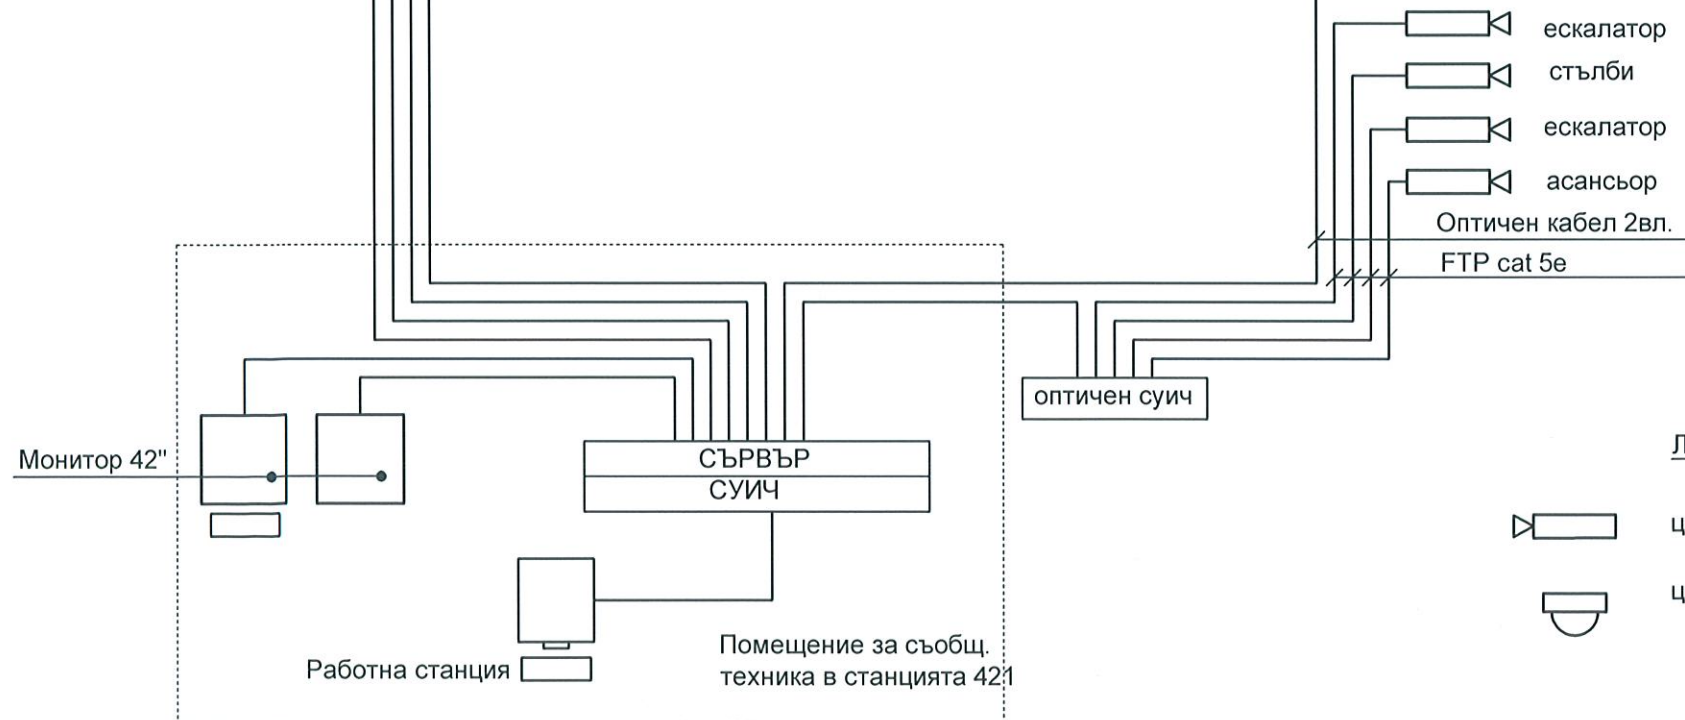 ескалатор
стълби
ескалатор
асансьор
Оптичен кабел 2вл.
FTP cat 5e
оптичен суич
Монитор 42"
СЪРВЪР
СУИЧ
Работна станция
Помещение за съобщ.
техника в станцията 421